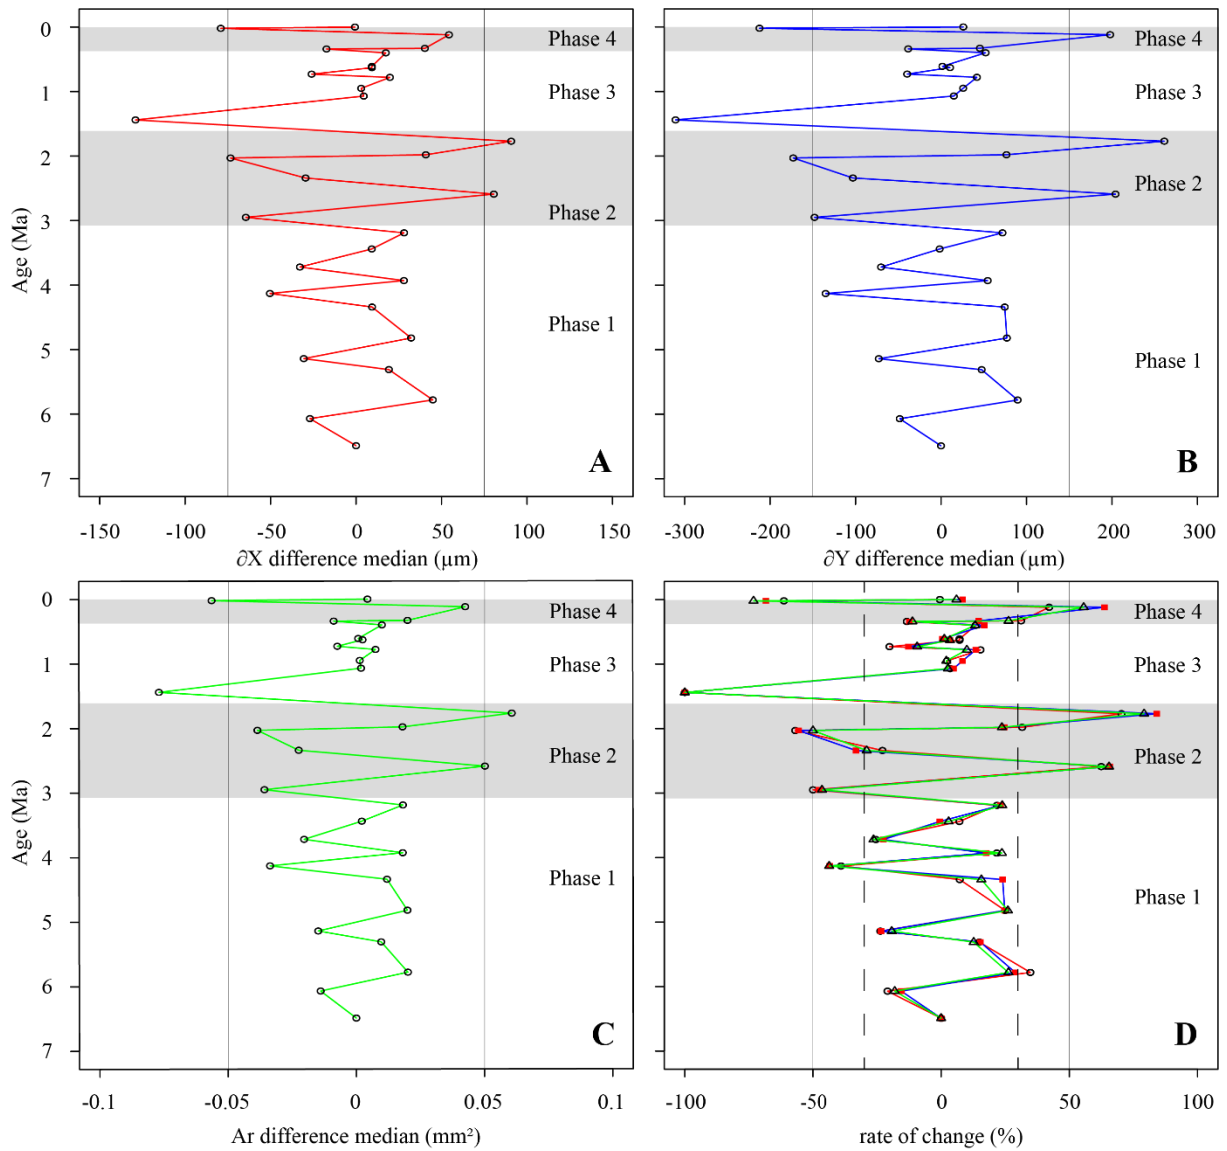 0
1
2
3
4
5
6
7
Age (Ma)
Phase 4
Phase 3
Phase 2
Phase 1
A
-150
-100
-50
0
50
100
150
∂X difference median (µm)
Phase 4
Phase 3
Phase 2
Phase 1
B
-300
-200
-100
0
100
200
300
∂Y difference median (µm)
0
1
2
3
4
5
6
7
Age (Ma)
Phase 4
Phase 3
Phase 2
Phase 1
C
-0.1
-0.05
0
0.05
0.1
Ar difference median (mm²)
Phase 4
Phase 3
Phase 2
Phase 1
D
-100
-50
0
50
100
rate of change (%)